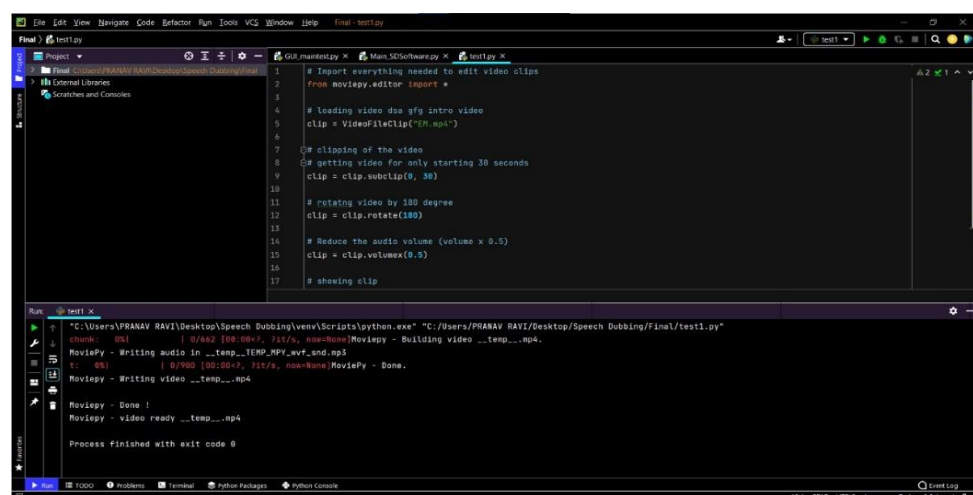 File Edit View Navigate Code Refactor Run Tools VCS Window Help Final - test1.py
Final test1.py
test1
Project
GUI_maintest.py Main_SDSoftware.py test1.py
Project
Final C:\Users\PRANAV RAVI\Desktop\Speech Dubbing\Final
External Libraries
Scratches and Consoles
Structure
2 1
1 # Import everything needed to edit video clips
2 from moviepy.editor import *
3
4 # loading video dsa gfg intro video
5 clip = VideoFileClip("EM.mp4")
6
7 # clipping of the video
8 # getting video for only starting 30 seconds
9 clip = clip.subclip(0, 30)
10
11 # rotatng video by 180 degree
12 clip = clip.rotate(180)
13
14 # Reduce the audio volume (volume x 0.5)
15 clip = clip.volumex(0.5)
16
17 # showing clip
Run: test1
"C:\Users\PRANAV RAVI\Desktop\Speech Dubbing\venv\Scripts\python.exe" "C:/Users/PRANAV RAVI/Desktop/Speech Dubbing/Final/test1.py"
chunk: 0%| | 0/662 [00:00<?, ?it/s, now=None]Moviepy - Building video __temp__.mp4.
MoviePy - Writing audio in __temp__TEMP_MPY_wvf_snd.mp3
t: 0%| | 0/900 [00:00<?, ?it/s, now=None]MoviePy - Done.
Moviepy - Writing video __temp__.mp4
Moviepy - Done !
Moviepy - video ready __temp__.mp4
Process finished with exit code 0
Favorites
Run TODO Problems Terminal Python Packages Python Console Event Log